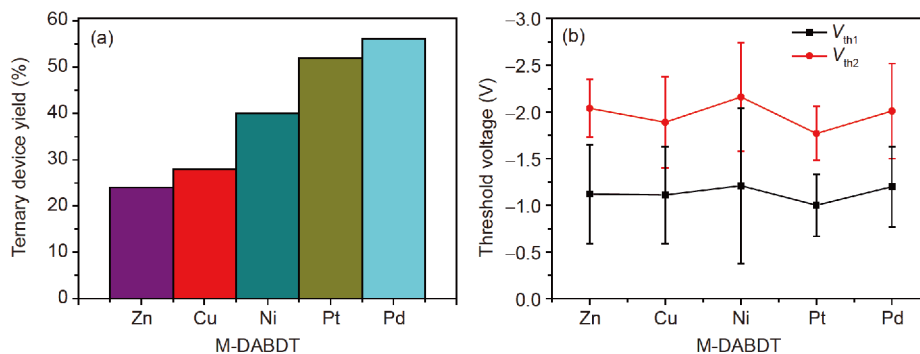 (a)
Ternary device yield (%)
60
50
40
30
20
10
0
Zn Cu Ni Pt Pd
M-DABDT
(b)
Vth1
Vth2
Threshold voltage (V)
−3.0
−2.5
−2.0
−1.5
−1.0
−0.5
0.0
Zn Cu Ni Pt Pd
M-DABDT